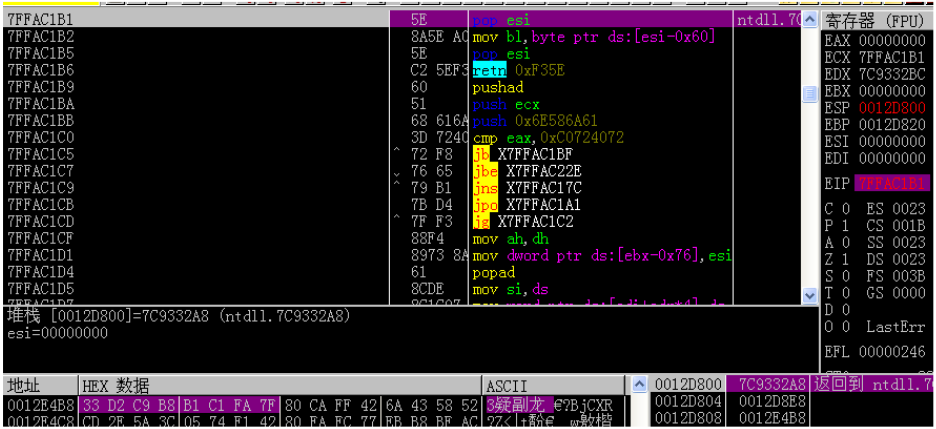 7FFAC1B1 5E pop esi ntdll.7C
7FFAC1B2 8A5E A0 mov bl,byte ptr ds:[esi-0x60]
7FFAC1B5 5E pop esi
7FFAC1B6 C2 5EF3 retn 0xF35E
7FFAC1B9 60 pushad
7FFAC1BA 51 push ecx
7FFAC1BB 68 616A push 0x6E586A61
7FFAC1C0 3D 7240 cmp eax,0xC0724072
7FFAC1C5 ^ 72 F8 jb X7FFAC1BF
7FFAC1C7 ⌄ 76 65 jbe X7FFAC22E
7FFAC1C9 ^ 79 B1 jns X7FFAC17C
7FFAC1CB 7B D4 jpo X7FFAC1A1
7FFAC1CD ^ 7F F3 jg X7FFAC1C2
7FFAC1CF 88F4 mov ah,dh
7FFAC1D1 8973 8A mov dword ptr ds:[ebx-0x76],esi
7FFAC1D4 61 popad
7FFAC1D5 8CDE mov si,ds
寄存器 (FPU)
EAX 00000000
ECX 7FFAC1B1
EDX 7C9332BC
EBX 00000000
ESP 0012D800
EBP 0012D820
ESI 00000000
EDI 00000000
EIP 7FFAC1B1
C 0 ES 0023
P 1 CS 001B
A 0 SS 0023
Z 1 DS 0023
S 0 FS 003B
T 0 GS 0000
D 0
O 0 LastErr
EFL 00000246
堆栈 [0012D800]=7C9332A8 (ntdll.7C9332A8)
esi=00000000
地址 HEX 数据 ASCII
0012E4B8 33 D2 C9 B8 B1 C1 FA 7F 80 CA FF 42 6A 43 58 52 3疑副龙 €?BjCXR
0012E4C8 CD 2E 5A 3C 05 74 F1 42 80 FA FC 77 EB B8 BF AC
0012D800 7C9332A8 返回到 ntdll.7
0012D804 0012D8E8
0012D808 0012E4B8